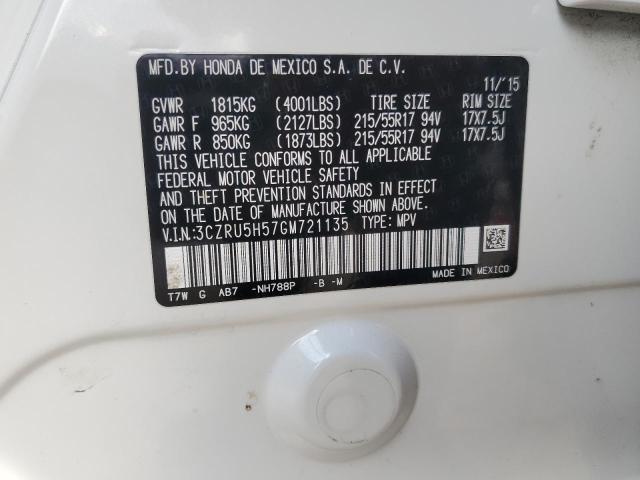 MFD.BY HONDA DE MEXICO S.A. DE C.V.
11/'15
GVWR 1815KG (4001LBS) TIRE SIZE RIM SIZE
GAWR F 965KG (2127LBS) 215/55R17 94V 17X7.5J
GAWR R 850KG (1873LBS) 215/55R17 94V 17X7.5J
THIS VEHICLE CONFORMS TO ALL APPLICABLE
FEDERAL MOTOR VEHICLE SAFETY
AND THEFT PREVENTION STANDARDS IN EFFECT
ON THE DATE OF MANUFACTURE SHOWN ABOVE.
V.I.N.:3CZRU5H57GM721135 TYPE: MPV
T7W G AB7 -NH788P -B -M MADE IN MEXICO